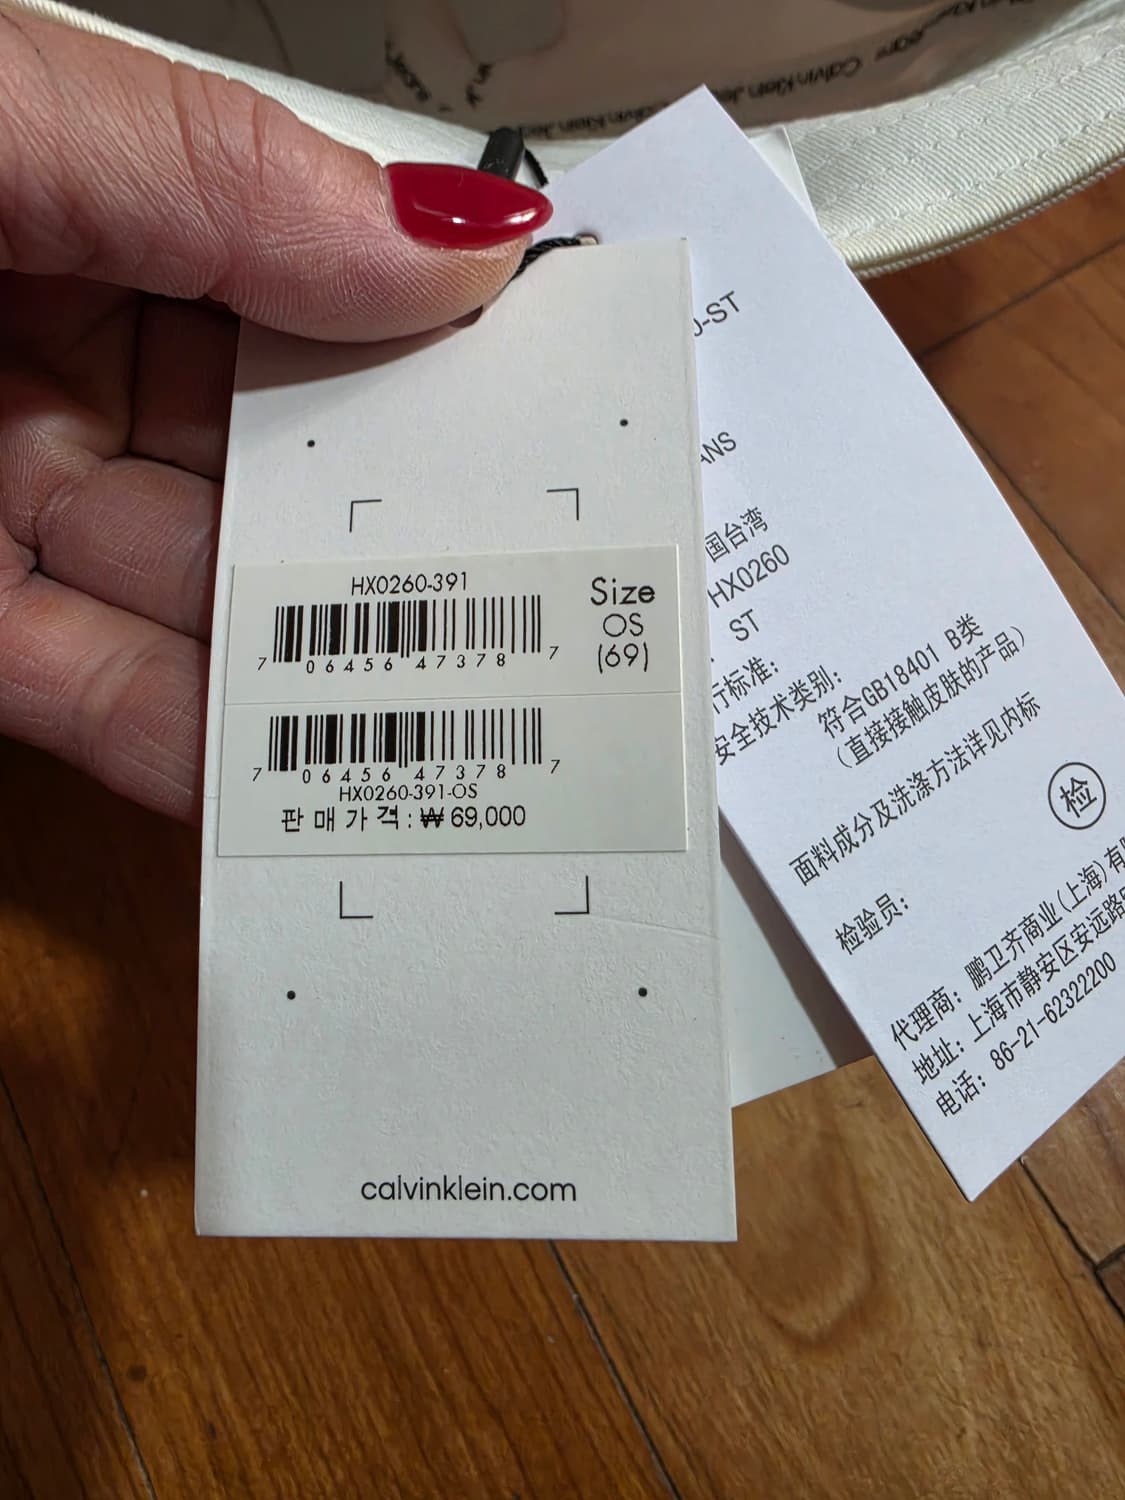 Calvin Klein Jeans
HX0260-391
7 06456 47378 7
Size
OS
(69)
7 06456 47378 7
HX0260-391-OS
판매가격: ₩ 69,000
calvinklein.com
0-ST
ANS
国台湾
HX0260
ST
行标准:
安全技术类别:
符合GB18401 B类
(直接接触皮肤的产品)
面料成分及洗涤方法详见内标
检
检验员:
代理商: 鹏卫齐商业(上海)有
地址: 上海市静安区安远路
电话: 86-21-62322200